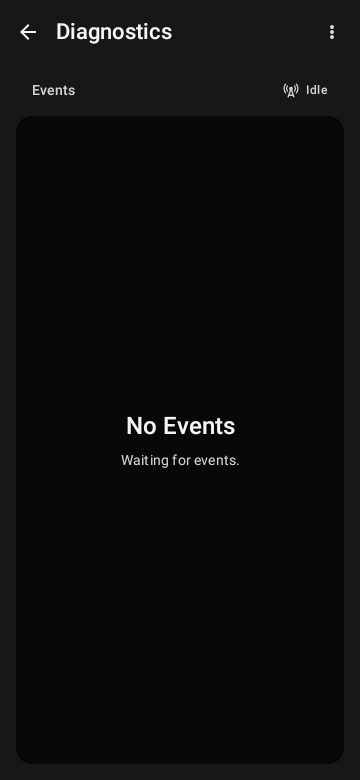 Diagnostics
Events
Idle
No Events
Waiting for events.